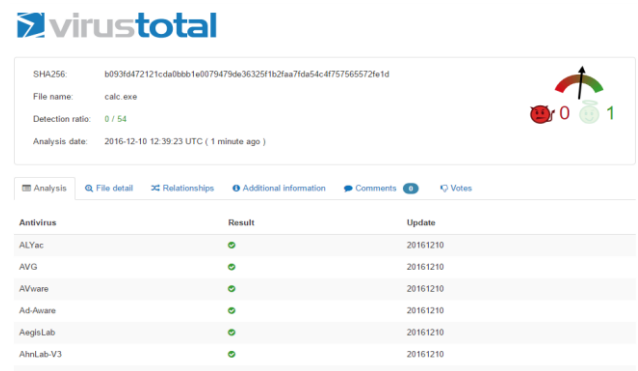 virustotal
SHA256: b093fd472121cda0bbb1e0079479de36325f1b2faa7fda54c4f757565572fe1d
File name: calc.exe
Detection ratio: 0 / 54
0 1
Analysis date: 2016-12-10 12:39:23 UTC ( 1 minute ago )
Analysis File detail Relationships Additional information Comments 0 Votes
Antivirus Result Update
ALYac 20161210
AVG 20161210
AVware 20161210
Ad-Aware 20161210
AegisLab 20161210
AhnLab-V3 20161210